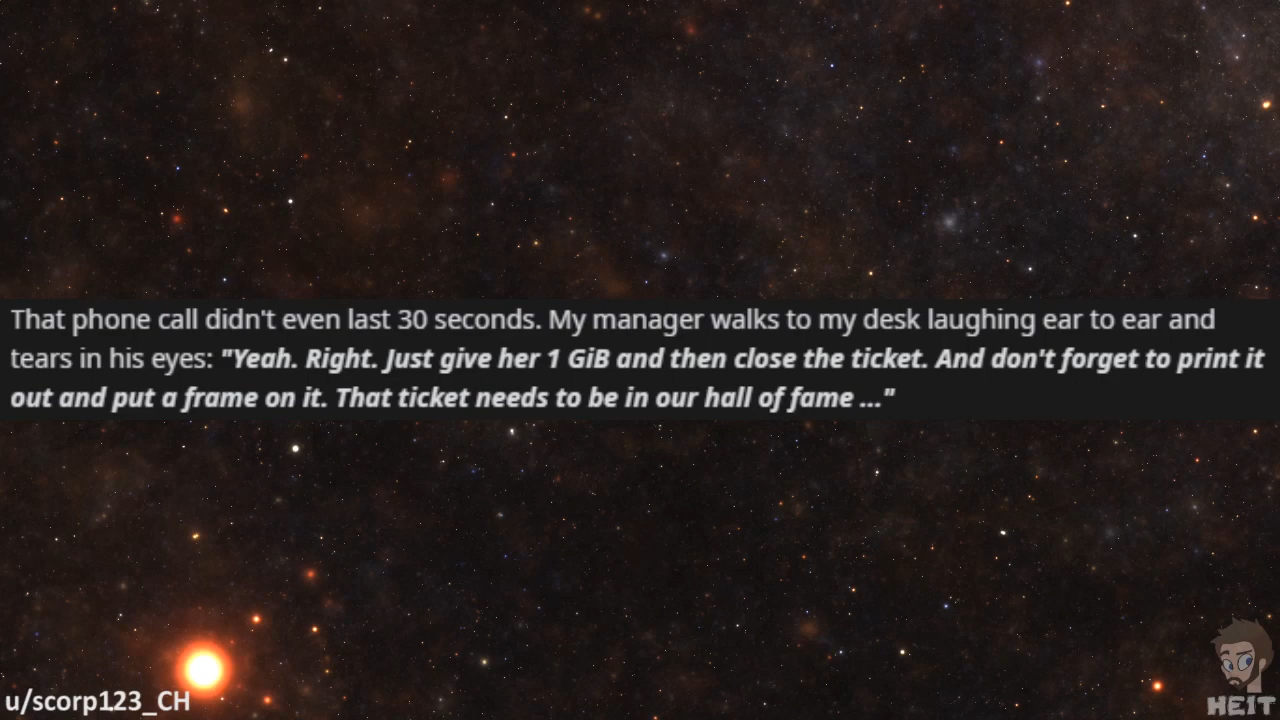 That phone call didn't even last 30 seconds. My manager walks to my desk laughing ear to ear and
tears in his eyes: "Yeah. Right. Just give her 1 GiB and then close the ticket. And don't forget to print it
out and put a frame on it. That ticket needs to be in our hall of fame ..."
u/scorp123_CH
HEIT